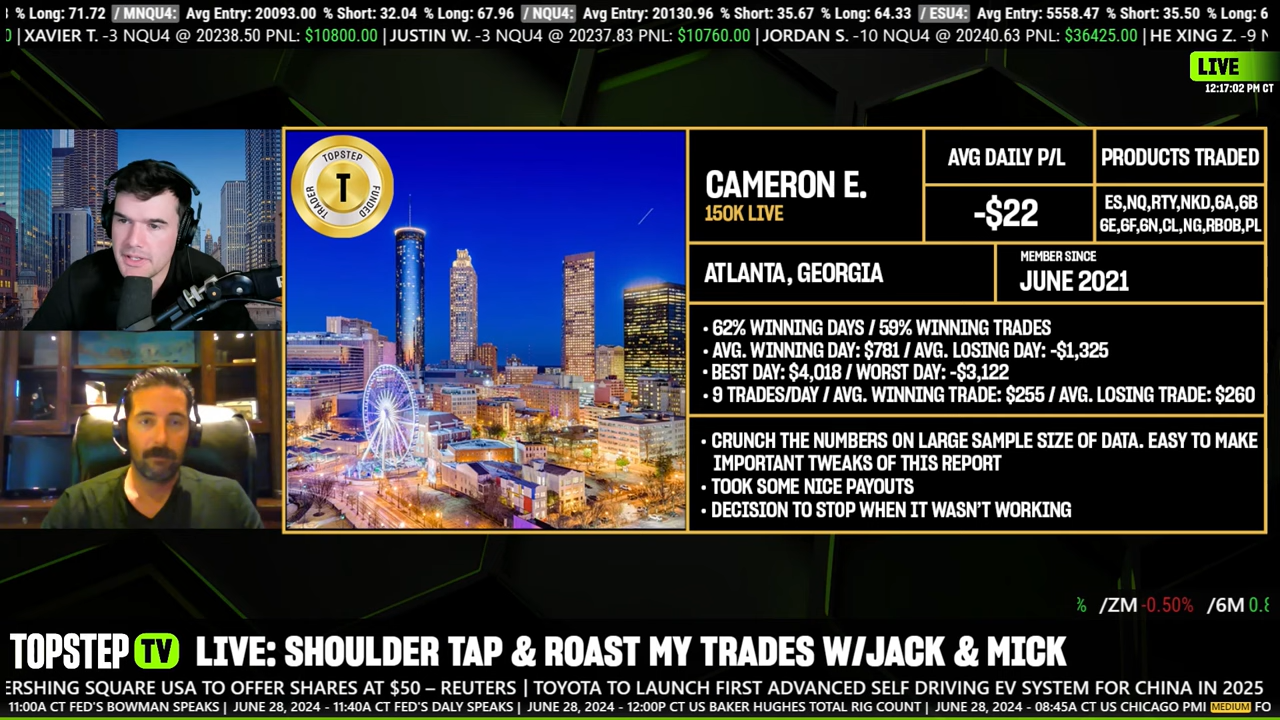 % Long: 71.72 / MNQU4: Avg Entry: 20093.00 % Short: 32.04 % Long: 67.96 / NQU4: Avg Entry: 20130.96 % Short: 35.67 % Long: 64.33 / ESU4: Avg Entry: 5558.47 % Short: 35.50 % Long: 6
0 | XAVIER T. -3 NQU4 @ 20238.50 PNL: $10800.00 | JUSTIN W. -3 NQU4 @ 20237.83 PNL: $10760.00 | JORDAN S. -10 NQU4 @ 20240.63 PNL: $36425.00 | HE XING Z. -9 N
LIVE
12:17:02 PM CT
TOPSTEP
T
TRADER FUNDED
CAMERON E.
150K LIVE
AVG DAILY P/L
-$22
PRODUCTS TRADED
ES,NQ,RTY,NKD,6A,6B
6E,6F,6N,CL,NG,RBOB,PL
ATLANTA, GEORGIA
MEMBER SINCE
JUNE 2021
• 62% WINNING DAYS / 59% WINNING TRADES
• AVG. WINNING DAY: $781 / AVG. LOSING DAY: -$1,325
• BEST DAY: $4,018 / WORST DAY: -$3,122
• 9 TRADES/DAY / AVG. WINNING TRADE: $255 / AVG. LOSING TRADE: $260
• CRUNCH THE NUMBERS ON LARGE SAMPLE SIZE OF DATA. EASY TO MAKE
IMPORTANT TWEAKS OF THIS REPORT
• TOOK SOME NICE PAYOUTS
• DECISION TO STOP WHEN IT WASN'T WORKING
% /ZM -0.50% /6M 0.8
TOPSTEP TV LIVE: SHOULDER TAP & ROAST MY TRADES W/JACK & MICK
ERSHING SQUARE USA TO OFFER SHARES AT $50 – REUTERS | TOYOTA TO LAUNCH FIRST ADVANCED SELF DRIVING EV SYSTEM FOR CHINA IN 2025
11:00A CT FED'S BOWMAN SPEAKS | JUNE 28, 2024 - 11:40A CT FED'S DALY SPEAKS | JUNE 28, 2024 - 12:00P CT US BAKER HUGHES TOTAL RIG COUNT | JUNE 28, 2024 - 08:45A CT US CHICAGO PMI MEDIUM FO